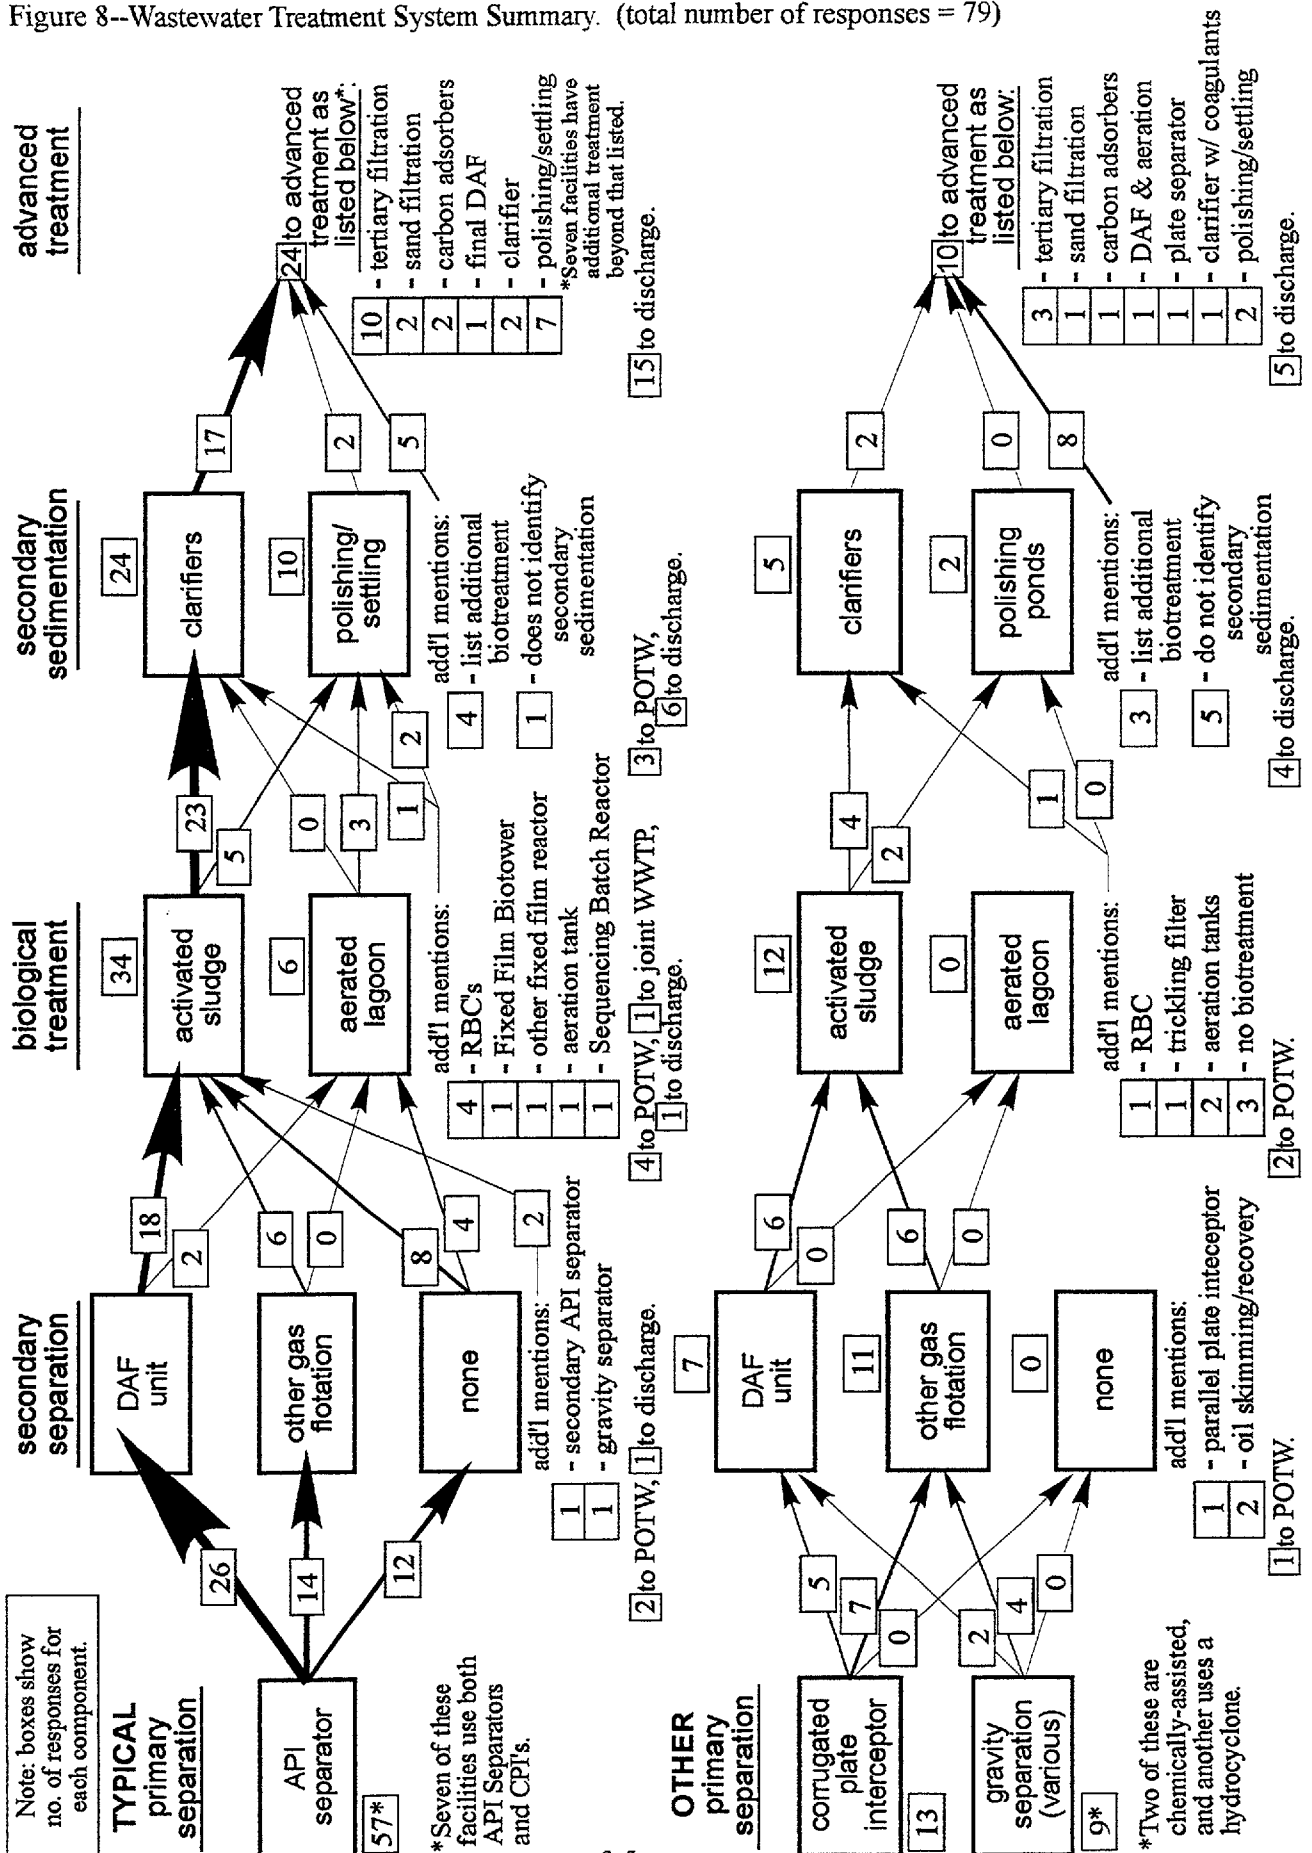 Figure 8--Wastewater Treatment System Summary. (total number of responses = 79)
Note: boxes show
no. of responses for
each component.
TYPICAL
primary
separation
API
separator
57*
*Seven of these
facilities use both
API Separators
and CPI's.
26
14
12
secondary
separation
DAF
unit
other gas
flotation
none
add'l mentions:
1 - secondary API separator
1 - gravity separator
2 to POTW, 1 to discharge.
18
2
6
0
8
4
2
biological
treatment
34
activated
sludge
6
aerated
lagoon
add'l mentions:
4 - RBC's
1 - Fixed Film Biotower
1 - other fixed film reactor
1 - aeration tank
1 - Sequencing Batch Reactor
4 to POTW, 1 to joint WWTP,
1 to discharge.
23
5
0
3
1
2
secondary
sedimentation
24
clarifiers
10
polishing/
settling
add'l mentions:
4 - list additional
biotreatment
1 - does not identify
secondary
sedimentation
3 to POTW,
6 to discharge.
17
2
5
advanced
treatment
24 to advanced
treatment as
listed below*:
10 - tertiary filtration
2 - sand filtration
2 - carbon adsorbers
1 - final DAF
2 - clarifier
7 - polishing/settling
*Seven facilities have
additional treatment
beyond that listed.
15 to discharge.
OTHER
primary
separation
corrugated
plate
interceptor
13
gravity
separation
(various)
9*
*Two of these are
chemically-assisted,
and another uses a
hydrocyclone.
5
7
0
2
4
0
7
DAF
unit
11
other gas
flotation
0
none
add'l mentions:
1 - parallel plate inteceptor
2 - oil skimming/recovery
1 to POTW.
6
0
6
0
12
activated
sludge
0
aerated
lagoon
add'l mentions:
1 - RBC
1 - trickling filter
2 - aeration tanks
3 - no biotreatment
2 to POTW.
4
2
1
0
5
clarifiers
2
polishing
ponds
add'l mentions:
3 - list additional
biotreatment
5 - do not identify
secondary
sedimentation
4 to discharge.
2
0
8
10 to advanced
treatment as
listed below:
3 - tertiary filtration
1 - sand filtration
1 - carbon adsorbers
1 - DAF & aeration
1 - plate separator
1 - clarifier w/ coagulants
2 - polishing/settling
5 to discharge.